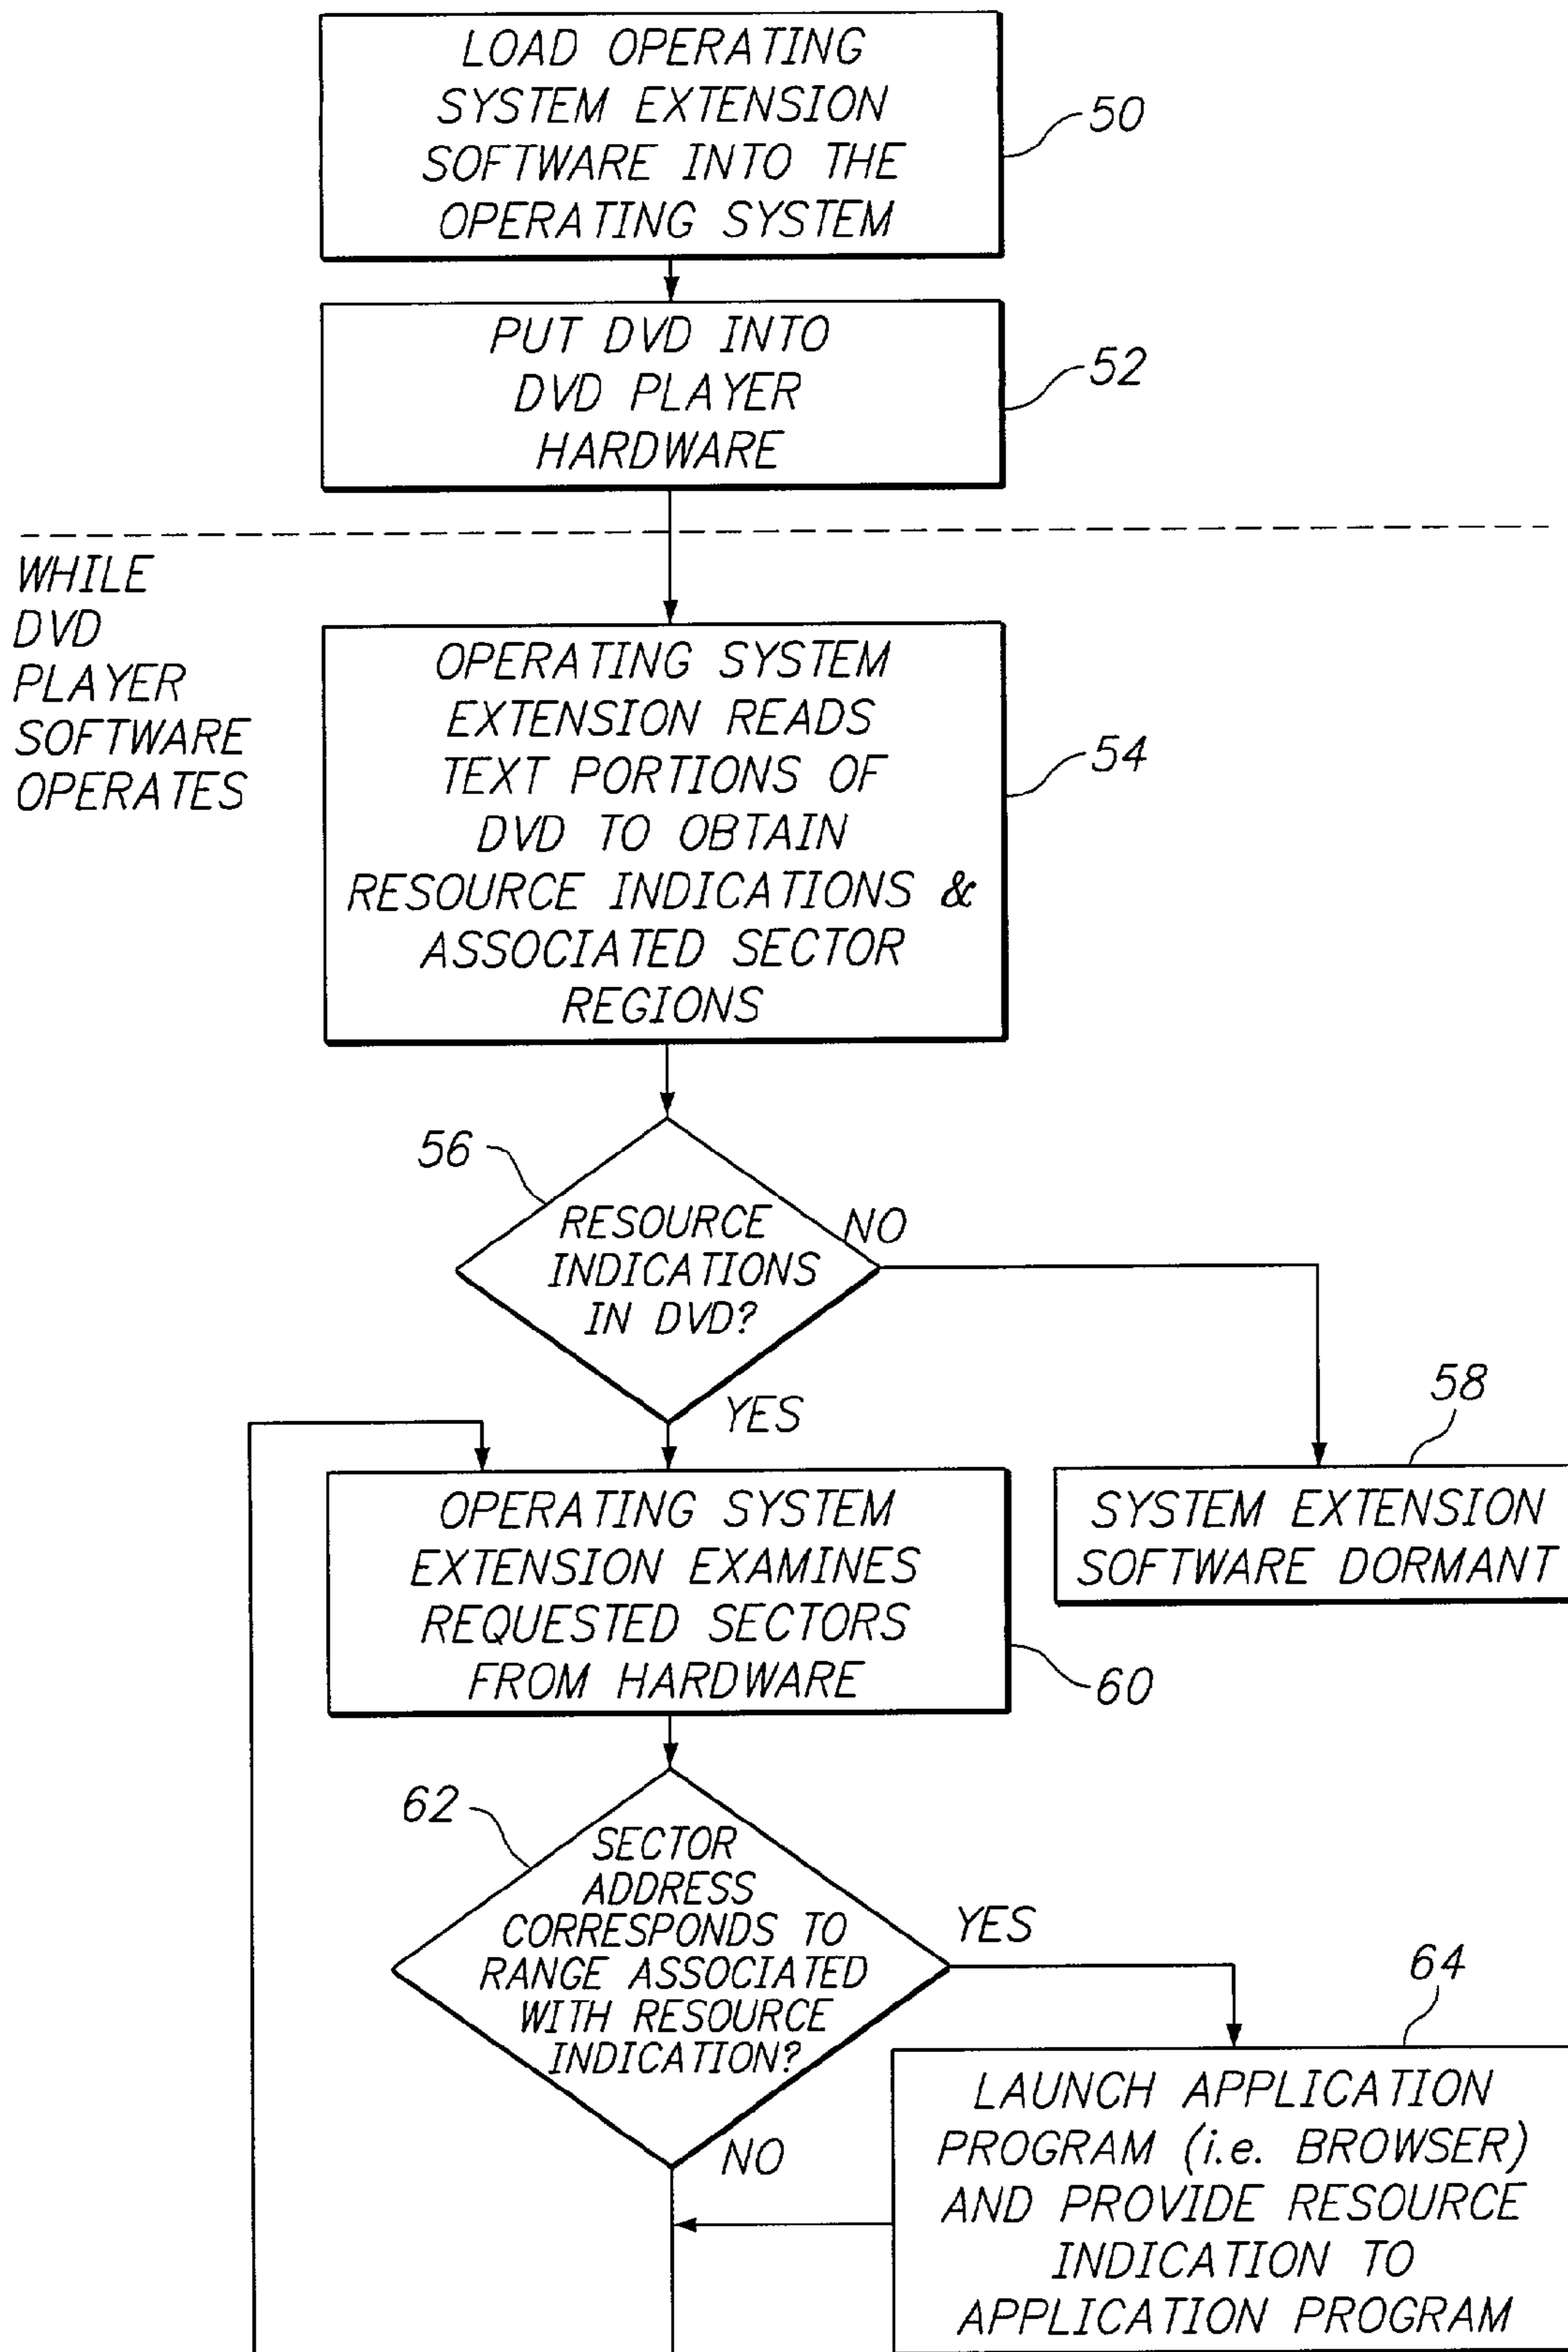 LOAD OPERATING
SYSTEM EXTENSION
SOFTWARE INTO THE
OPERATING SYSTEM
50
PUT DVD INTO
DVD PLAYER
HARDWARE
52
WHILE
DVD
PLAYER
SOFTWARE
OPERATES
OPERATING SYSTEM
EXTENSION READS
TEXT PORTIONS OF
DVD TO OBTAIN
RESOURCE INDICATIONS &
ASSOCIATED SECTOR
REGIONS
54
56
RESOURCE
INDICATIONS
IN DVD?
NO
YES
58
SYSTEM EXTENSION
SOFTWARE DORMANT
OPERATING SYSTEM
EXTENSION EXAMINES
REQUESTED SECTORS
FROM HARDWARE
60
62
SECTOR
ADDRESS
CORRESPONDS TO
RANGE ASSOCIATED
WITH RESOURCE
INDICATION?
YES
NO
64
LAUNCH APPLICATION
PROGRAM (i.e. BROWSER)
AND PROVIDE RESOURCE
INDICATION TO
APPLICATION PROGRAM